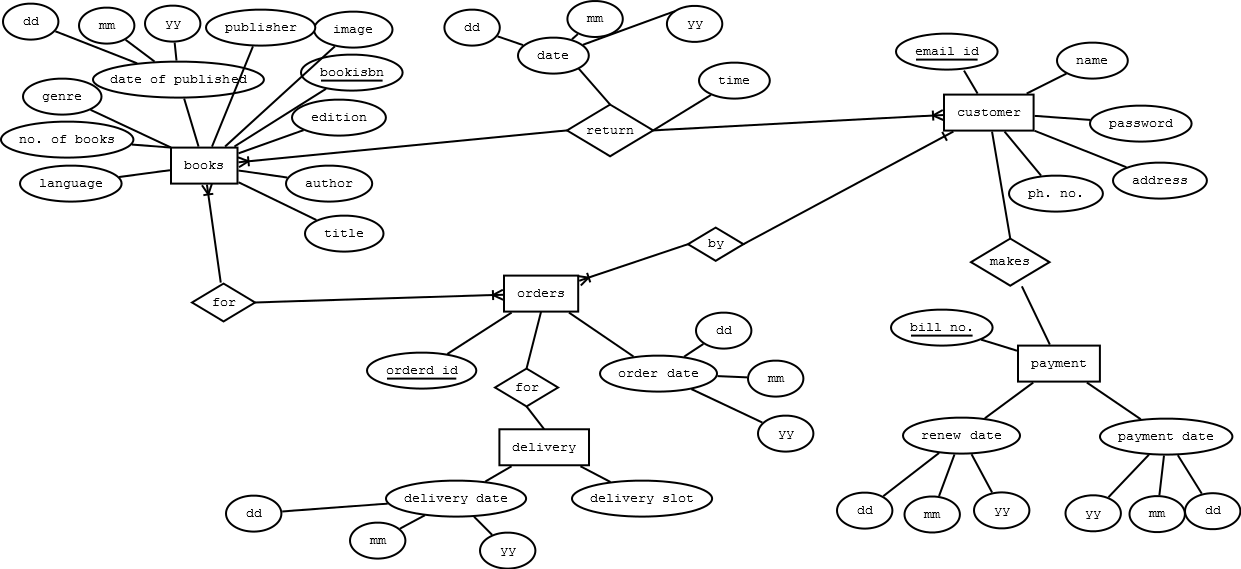 dd
mm
yy
publisher
image
dd
mm
yy
date
date of published
bookisbn
email id
name
time
genre
edition
customer
password
no. of books
return
books
language
author
address
ph. no.
title
by
makes
for
orders
bill no.
dd
payment
orderd id
for
order date
mm
yy
renew date
payment date
delivery
delivery date
delivery slot
dd
mm
yy
dd
mm
yy
yy
mm
dd